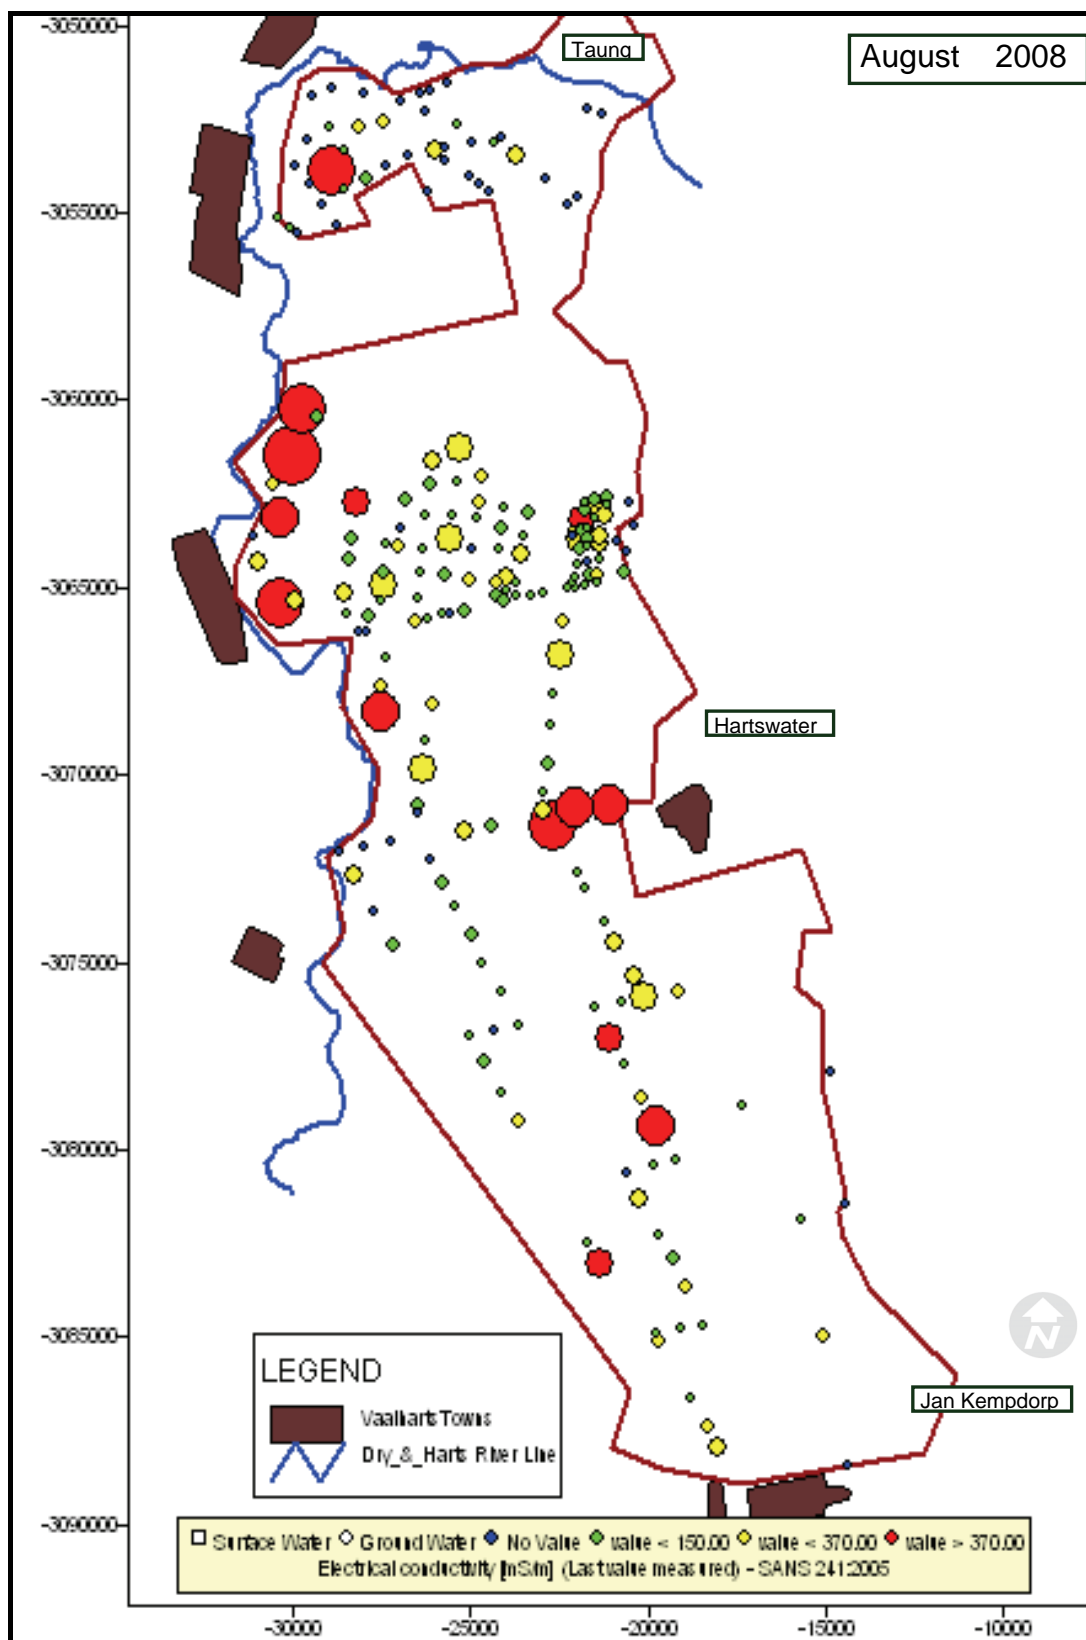 August 2008
Taung
Hartswater
Jan Kempdorp
-3050000
-3055000
-3060000
-3065000
-3070000
-3075000
-3080000
-3085000
-3090000
LEGEND
Vaalharts Towns
Dry_&_Harts River Line
N
Surface Water Ground Water No Value value < 150.00 value < 370.00 value > 370.00
Electrical conductivity [mS/m] (Last value measured) - SANS 241:2005
-30000 -25000 -20000 -15000 -10000